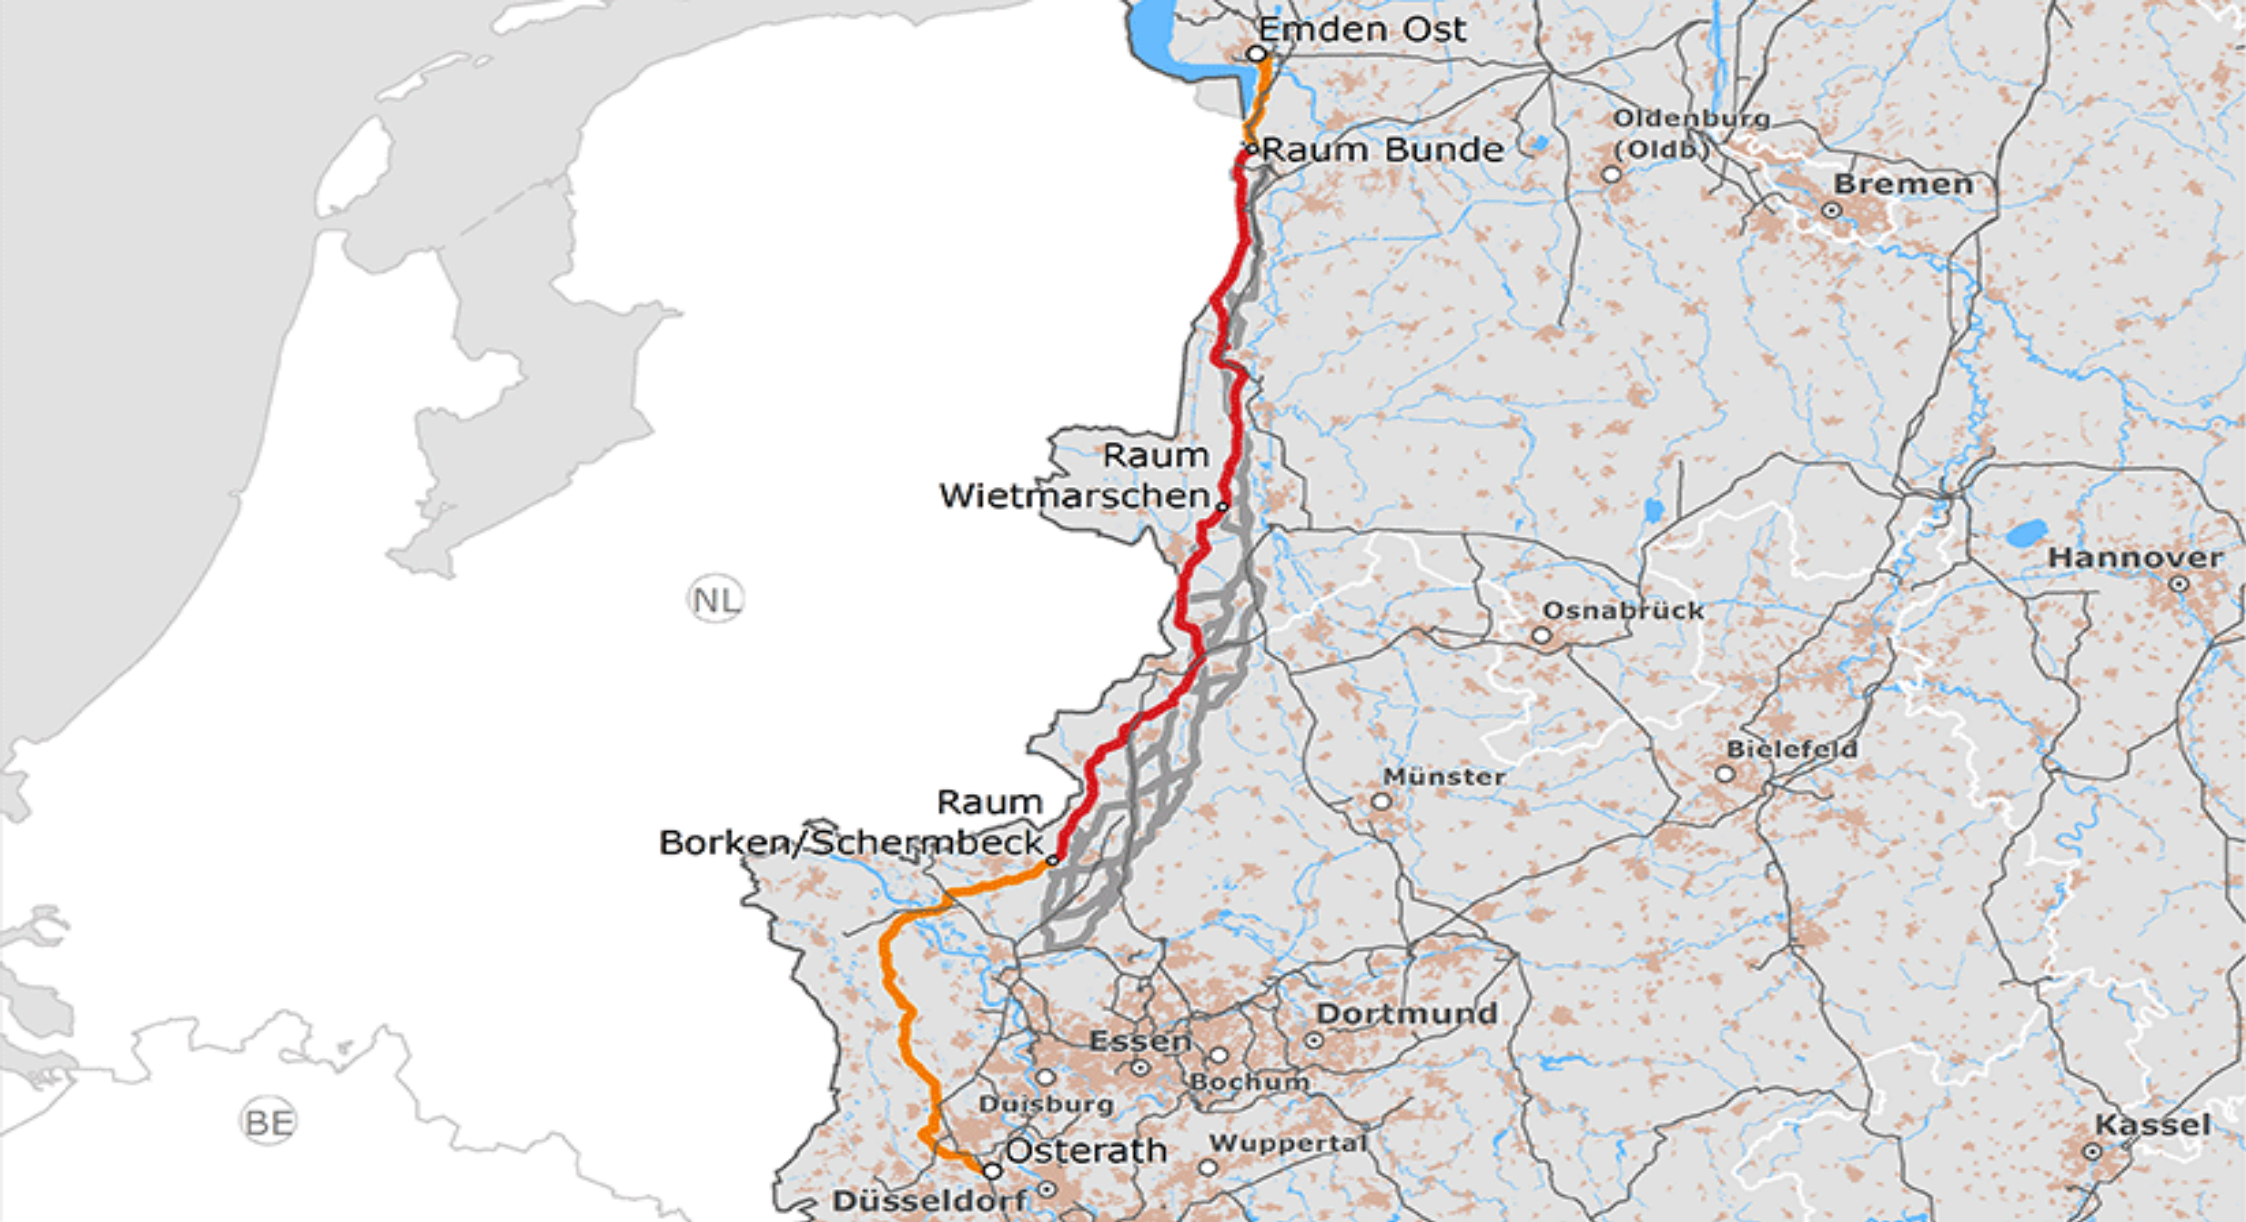 Emden Ost
Oldenburg
(Oldb)
Raum Bunde
Bremen
Raum
Wietmarschen
Hannover
NL
Osnabrück
Bielefeld
Münster
Raum
Borken/Schermbeck
Dortmund
Essen
Bochum
Duisburg
BE
Kassel
Osterath
Wuppertal
Düsseldorf